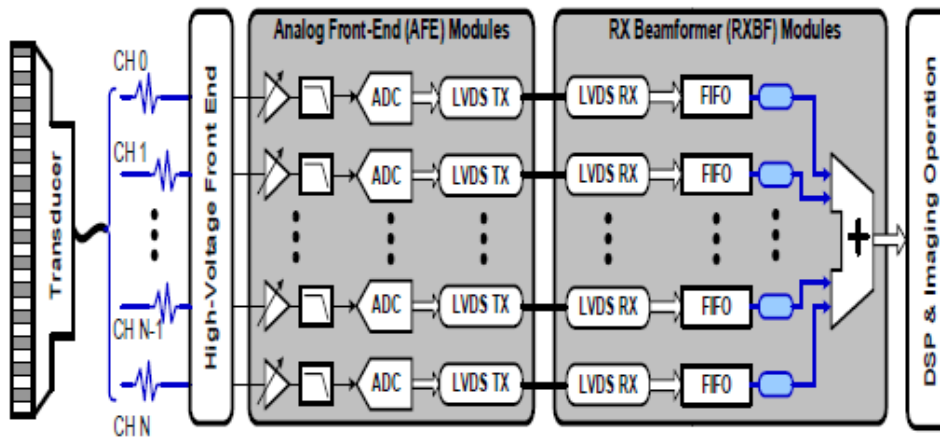 Analog Front-End (AFE) Modules
RX Beamformer (RXBF) Modules
Transducer
High-Voltage Front End
DSP & Imaging Operation
CH 0
ADC
LVDS TX
LVDS RX
FIFO
CH 1
ADC
LVDS TX
LVDS RX
FIFO
+
CH N-1
ADC
LVDS TX
LVDS RX
FIFO
CH N
ADC
LVDS TX
LVDS RX
FIFO